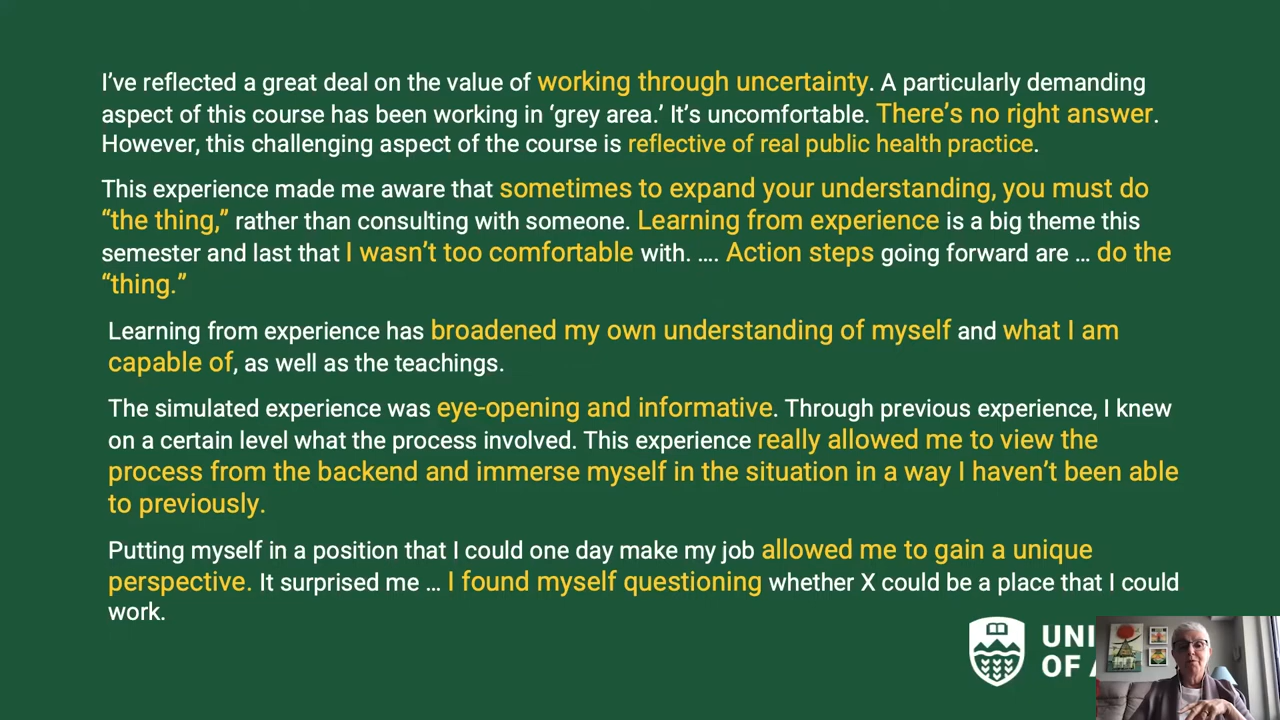 I’ve reflected a great deal on the value of working through uncertainty. A particularly demanding
aspect of this course has been working in ‘grey area.’ It’s uncomfortable. There’s no right answer.
However, this challenging aspect of the course is reflective of real public health practice.
This experience made me aware that sometimes to expand your understanding, you must do
“the thing,” rather than consulting with someone. Learning from experience is a big theme this
semester and last that I wasn’t too comfortable with. .... Action steps going forward are ... do the
“thing.”
Learning from experience has broadened my own understanding of myself and what I am
capable of, as well as the teachings.
The simulated experience was eye-opening and informative. Through previous experience, I knew
on a certain level what the process involved. This experience really allowed me to view the
process from the backend and immerse myself in the situation in a way I haven’t been able
to previously.
Putting myself in a position that I could one day make my job allowed me to gain a unique
perspective. It surprised me ... I found myself questioning whether X could be a place that I could
work.
UNI
OF A